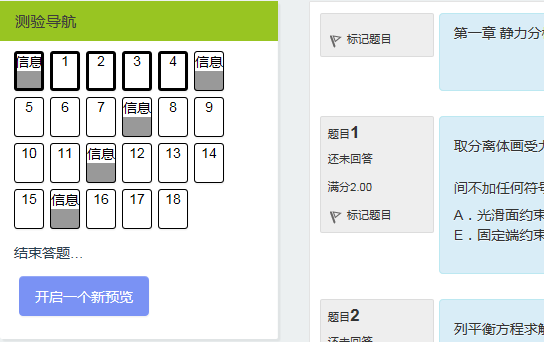 测验导航
信息 1 2 3 4 信息
5 6 7 信息 8 9
10 11 信息 12 13 14
15 信息 16 17 18
结束答题...
开启一个新预览
标记题目
第一章 静力分
题目1
还未回答
满分2.00
标记题目
取分离体画受
间不加任何符
A．光滑面约束
E．固定端约束
题目2
还未回答
列平衡方程求解